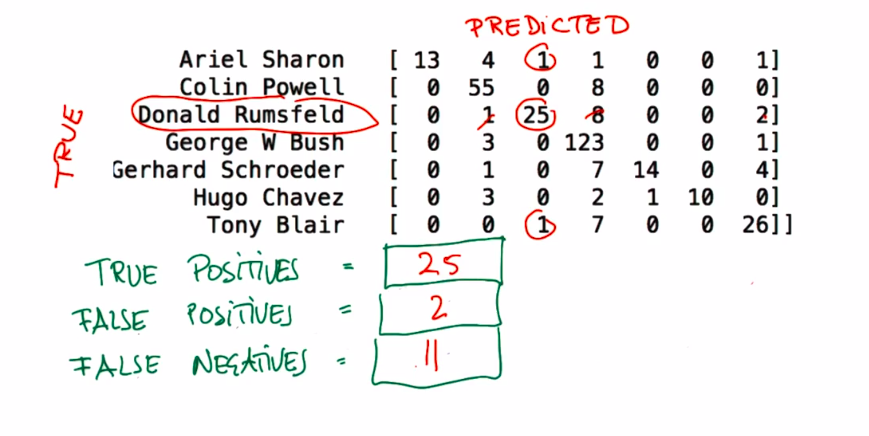 PREDICTED
TRUE
Ariel Sharon [ 13 4 1 1 0 0 1]
Colin Powell [ 0 55 0 8 0 0 0]
Donald Rumsfeld [ 0 1 25 8 0 0 2]
George W Bush [ 0 3 0 123 0 0 1]
Gerhard Schroeder [ 0 1 0 7 14 0 4]
Hugo Chavez [ 0 3 0 2 1 10 0]
Tony Blair [ 0 0 1 7 0 0 26]]
TRUE POSITIVES = 25
FALSE POSITIVES = 2
FALSE NEGATIVES = 11